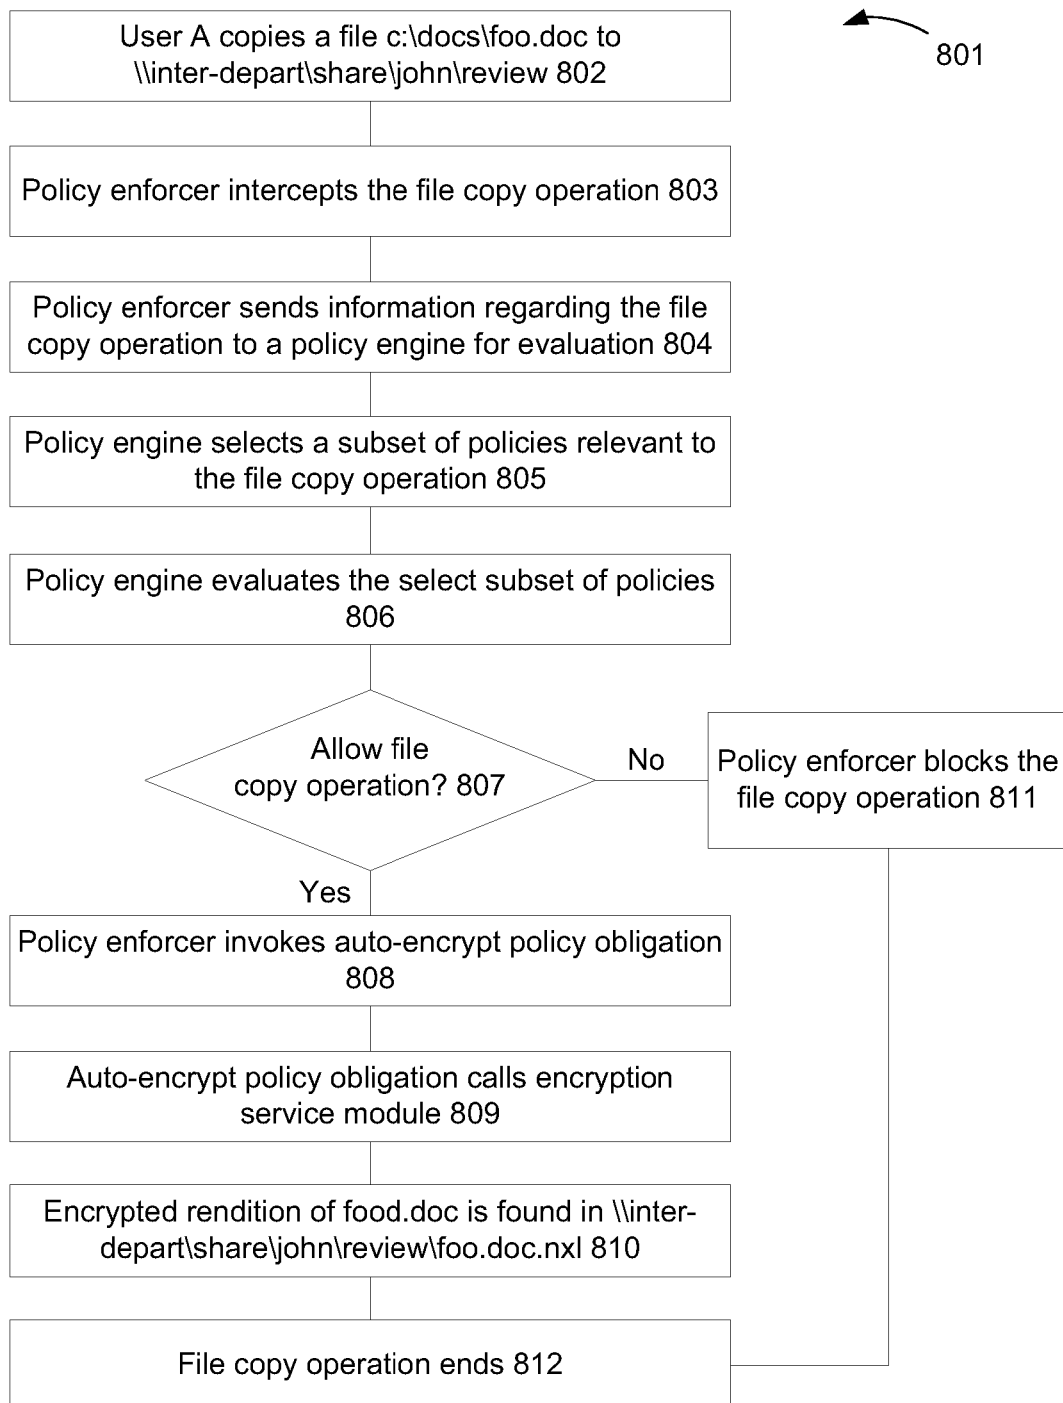 801
User A copies a file c:\docs\foo.doc to
\\inter-depart\share\john\review 802
Policy enforcer intercepts the file copy operation 803
Policy enforcer sends information regarding the file
copy operation to a policy engine for evaluation 804
Policy engine selects a subset of policies relevant to
the file copy operation 805
Policy engine evaluates the select subset of policies
806
Allow file
copy operation? 807
No
Policy enforcer blocks the
file copy operation 811
Yes
Policy enforcer invokes auto-encrypt policy obligation
808
Auto-encrypt policy obligation calls encryption
service module 809
Encrypted rendition of food.doc is found in \\inter-
depart\share\john\review\foo.doc.nxl 810
File copy operation ends 812